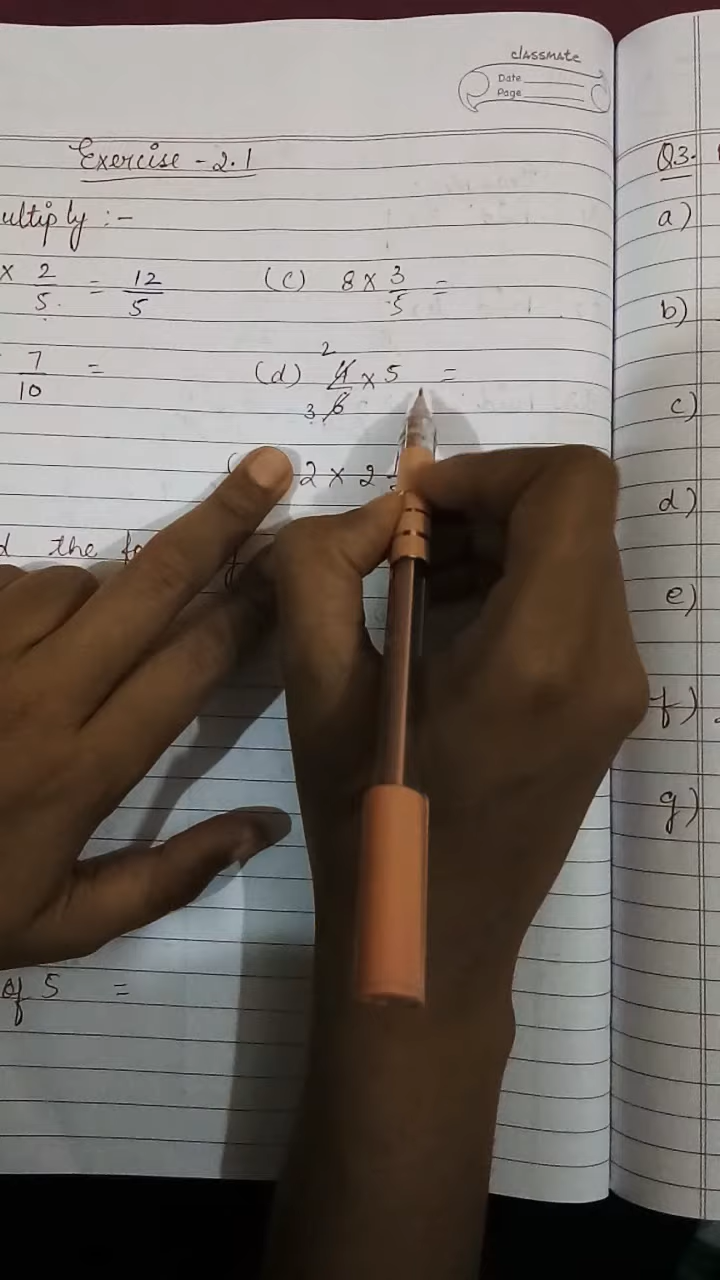 classmate
Date
Page
Exercise - 2.1
ultiply :-
x 2/5 = 12/5 (C) 8 x 3/5 =
7/10 = (d) 2 4/6 3 x 5 =
2 x 2
d the fo
of 5 =
Q3.
a)
b)
c)
d)
e)
f)
g)